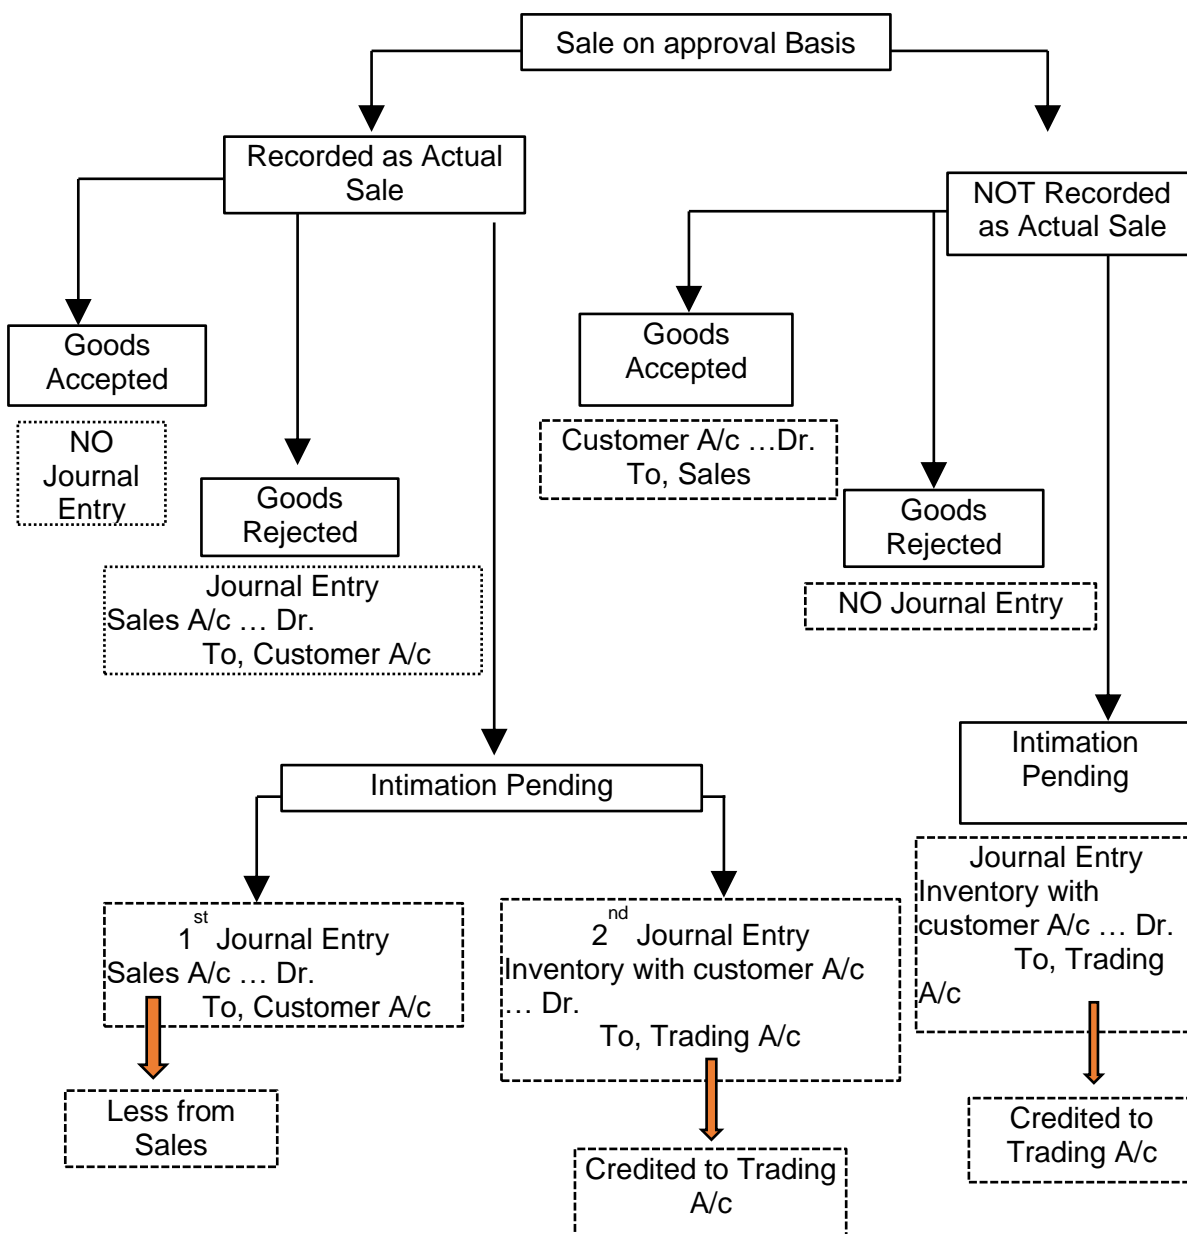 Sale on approval Basis
Recorded as Actual
Sale
NOT Recorded
as Actual Sale
Goods
Accepted
NO
Journal
Entry
Goods
Rejected
Journal Entry
Sales A/c … Dr.
To, Customer A/c
Goods
Accepted
Customer A/c …Dr.
To, Sales
Goods
Rejected
NO Journal Entry
Intimation Pending
1st Journal Entry
Sales A/c … Dr.
To, Customer A/c
Less from
Sales
2nd Journal Entry
Inventory with customer A/c
… Dr.
To, Trading A/c
Credited to Trading
A/c
Intimation
Pending
Journal Entry
Inventory with
customer A/c … Dr.
To, Trading
A/c
Credited to
Trading A/c